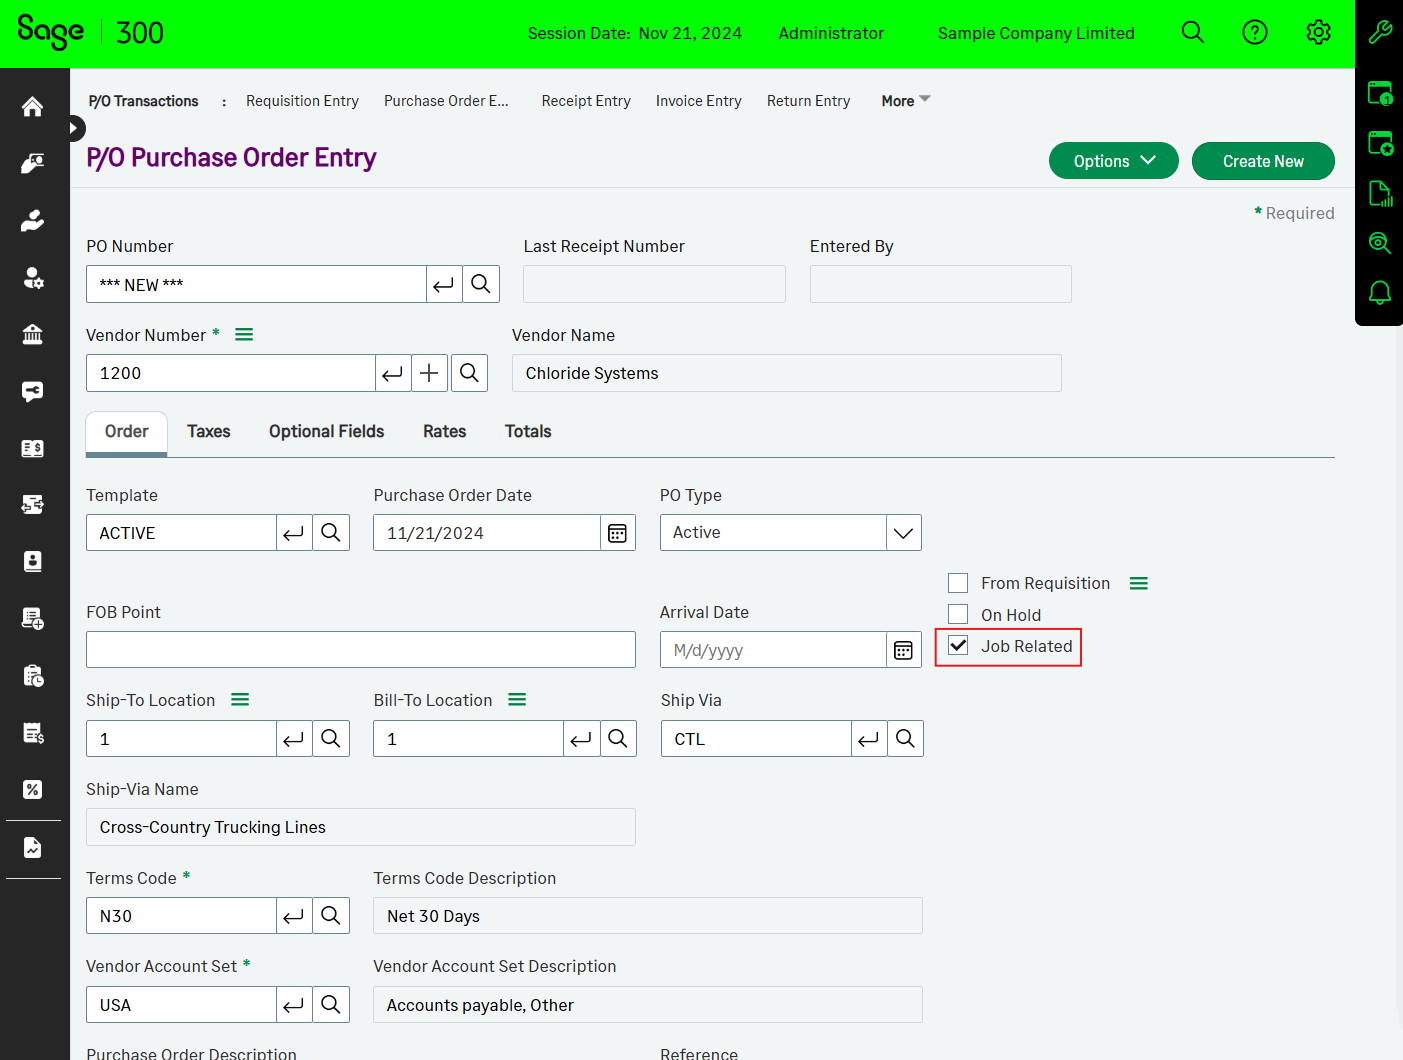 Sage 300
Session Date: Nov 21, 2024 Administrator Sample Company Limited
P/O Transactions : Requisition Entry Purchase Order E... Receipt Entry Invoice Entry Return Entry More
1
P/O Purchase Order Entry
Options Create New
* Required
PO Number Last Receipt Number Entered By
*** NEW ***
Vendor Number * Vendor Name
1200 Chloride Systems
Order Taxes Optional Fields Rates Totals
Template Purchase Order Date PO Type
ACTIVE 11/21/2024 Active
From Requisition
FOB Point Arrival Date On Hold
M/d/yyyy Job Related
Ship-To Location Bill-To Location Ship Via
1 1 CTL
Ship-Via Name
Cross-Country Trucking Lines
Terms Code * Terms Code Description
N30 Net 30 Days
Vendor Account Set * Vendor Account Set Description
USA Accounts payable, Other
Purchase Order Description Reference